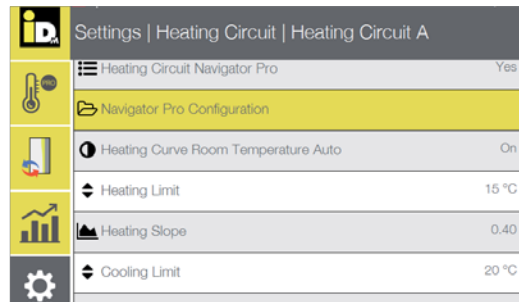 iD.M
Settings | Heating Circuit | Heating Circuit A
Heating Circuit Navigator Pro Yes
PRO
Navigator Pro Configuration
Heating Curve Room Temperature Auto On
Heating Limit 15 °C
Heating Slope 0.40
Cooling Limit 20 °C